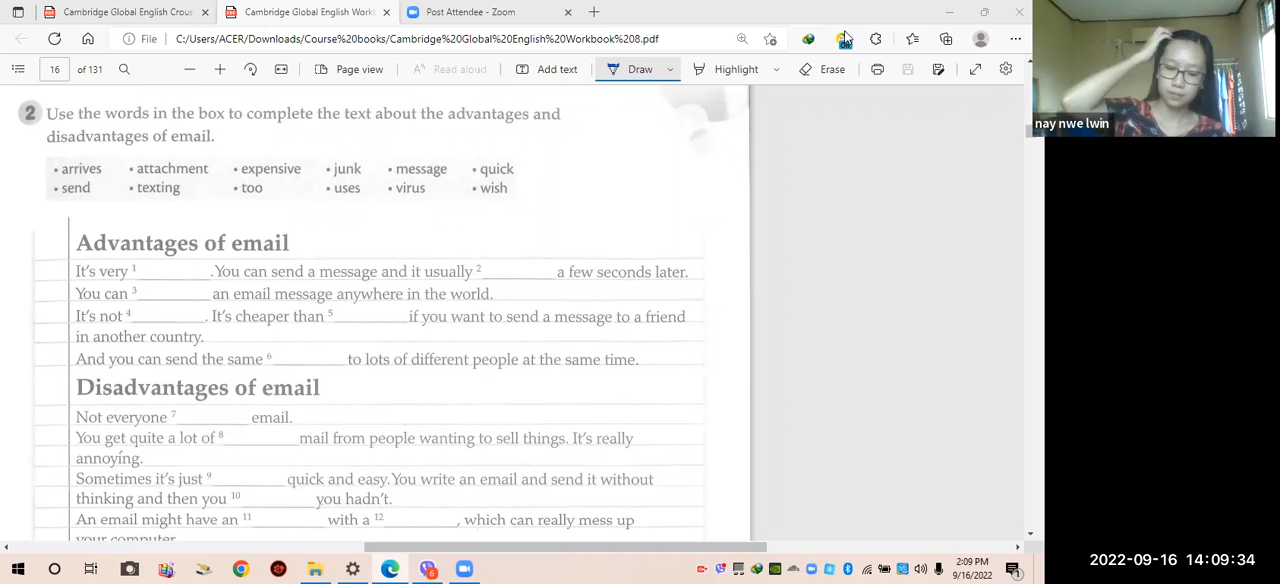 Cambridge Global English Crous
Cambridge Global English Work
Post Attendee - Zoom
File
C:/Users/ACER/Downloads/Course%20books/Cambridge%20Global%20English%20Workbook%208.pdf
16 of 131
Page view
Read aloud
Add text
Draw
Highlight
Erase
nay nwe lwin
2 Use the words in the box to complete the text about the advantages and
disadvantages of email.
• arrives • attachment • expensive • junk • message • quick
• send • texting • too • uses • virus • wish
Advantages of email
It's very 1 ________ . You can send a message and it usually 2 ________ a few seconds later.
You can 3 ________ an email message anywhere in the world.
It's not 4 ________ . It's cheaper than 5 ________ if you want to send a message to a friend
in another country.
And you can send the same 6 ________ to lots of different people at the same time.
Disadvantages of email
Not everyone 7 ________ email.
You get quite a lot of 8 ________ mail from people wanting to sell things. It's really
annoying.
Sometimes it's just 9 ________ quick and easy. You write an email and send it without
thinking and then you 10 ________ you hadn't.
An email might have an 11 ________ with a 12 ________ , which can really mess up
your computer
2:09 PM
9/16/2022
2022-09-16 14:09:34